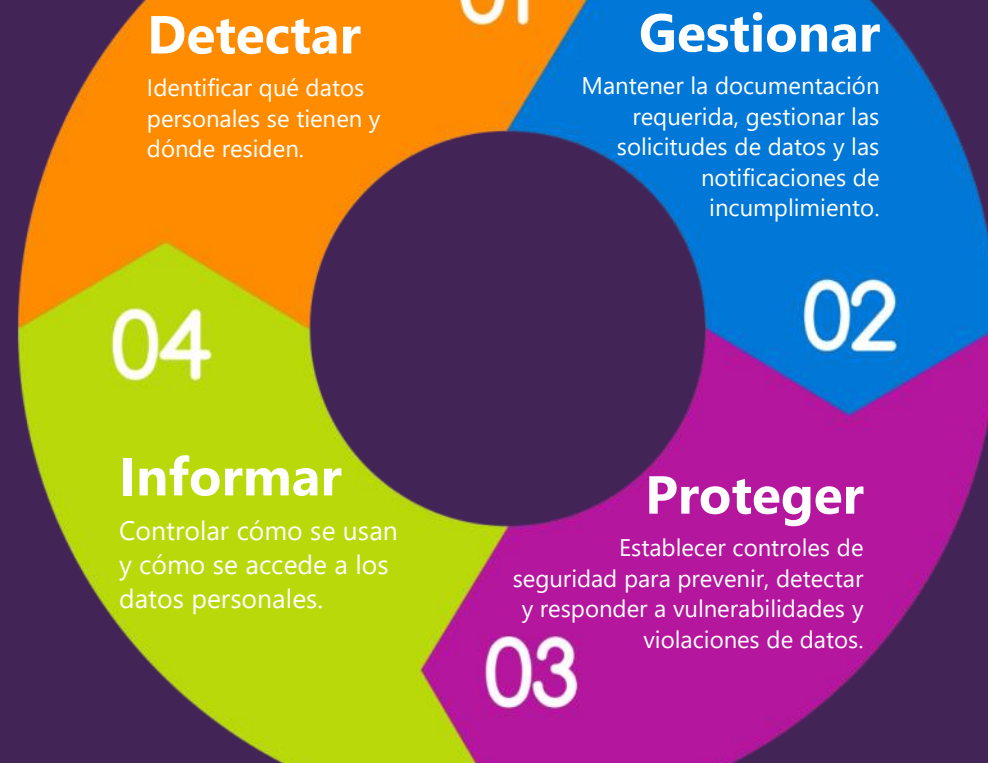 01
Detectar
Identificar qué datos
personales se tienen y
dónde residen.
Gestionar
Mantener la documentación
requerida, gestionar las
solicitudes de datos y las
notificaciones de
incumplimiento.
02
Proteger
Establecer controles de
seguridad para prevenir, detectar
y responder a vulnerabilidades y
violaciones de datos.
03
04
Informar
Controlar cómo se usan
y cómo se accede a los
datos personales.